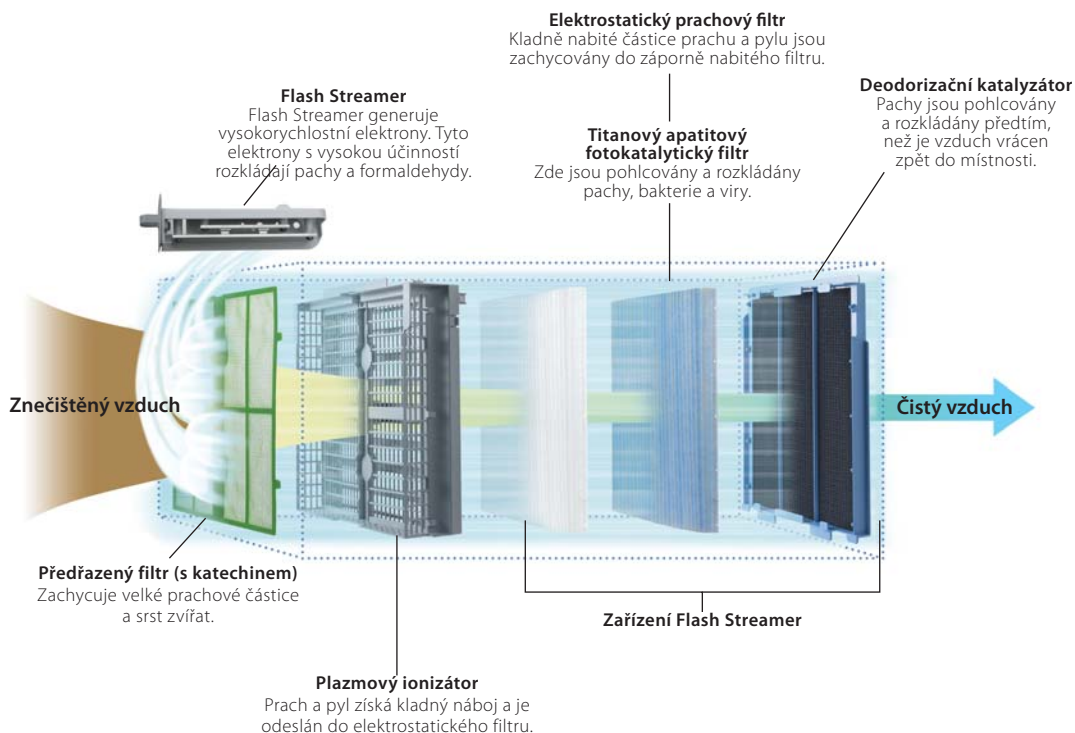 Elektrostatický prachový filtr
Kladně nabité částice prachu a pylu jsou
zachycovány do záporně nabitého filtru.
Deodorizační katalyzátor
Pachy jsou pohlcovány
a rozkládány předtím,
než je vzduch vrácen
zpět do místnosti.
Flash Streamer
Flash Streamer generuje
vysokorychlostní elektrony. Tyto
elektrony s vysokou účinností
rozkládají pachy a formaldehydy.
Titanový apatitový
fotokatalytický filtr
Zde jsou pohlcovány a rozkládány
pachy, bakterie a viry.
Znečištěný vzduch
Čistý vzduch
Předřazený filtr (s katechinem)
Zachycuje velké prachové částice
a srst zvířat.
Zařízení Flash Streamer
Plazmový ionizátor
Prach a pyl získá kladný náboj a je
odeslán do elektrostatického filtru.